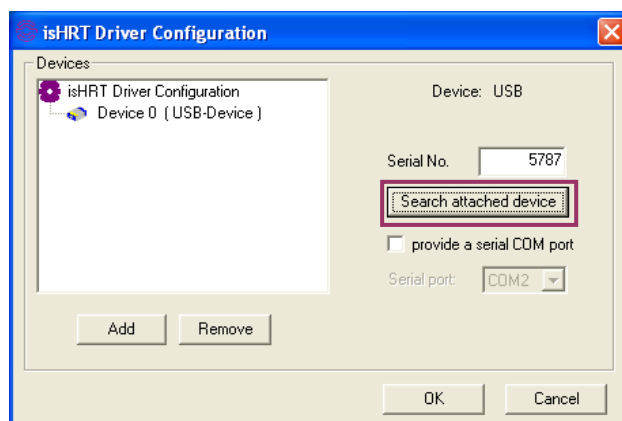 isHRT Driver Configuration
Devices
isHRT Driver Configuration
Device 0 ( USB-Device )
Device: USB
Serial No. 5787
Search attached device
provide a serial COM port
Serial port: COM2
Add Remove
OK Cancel